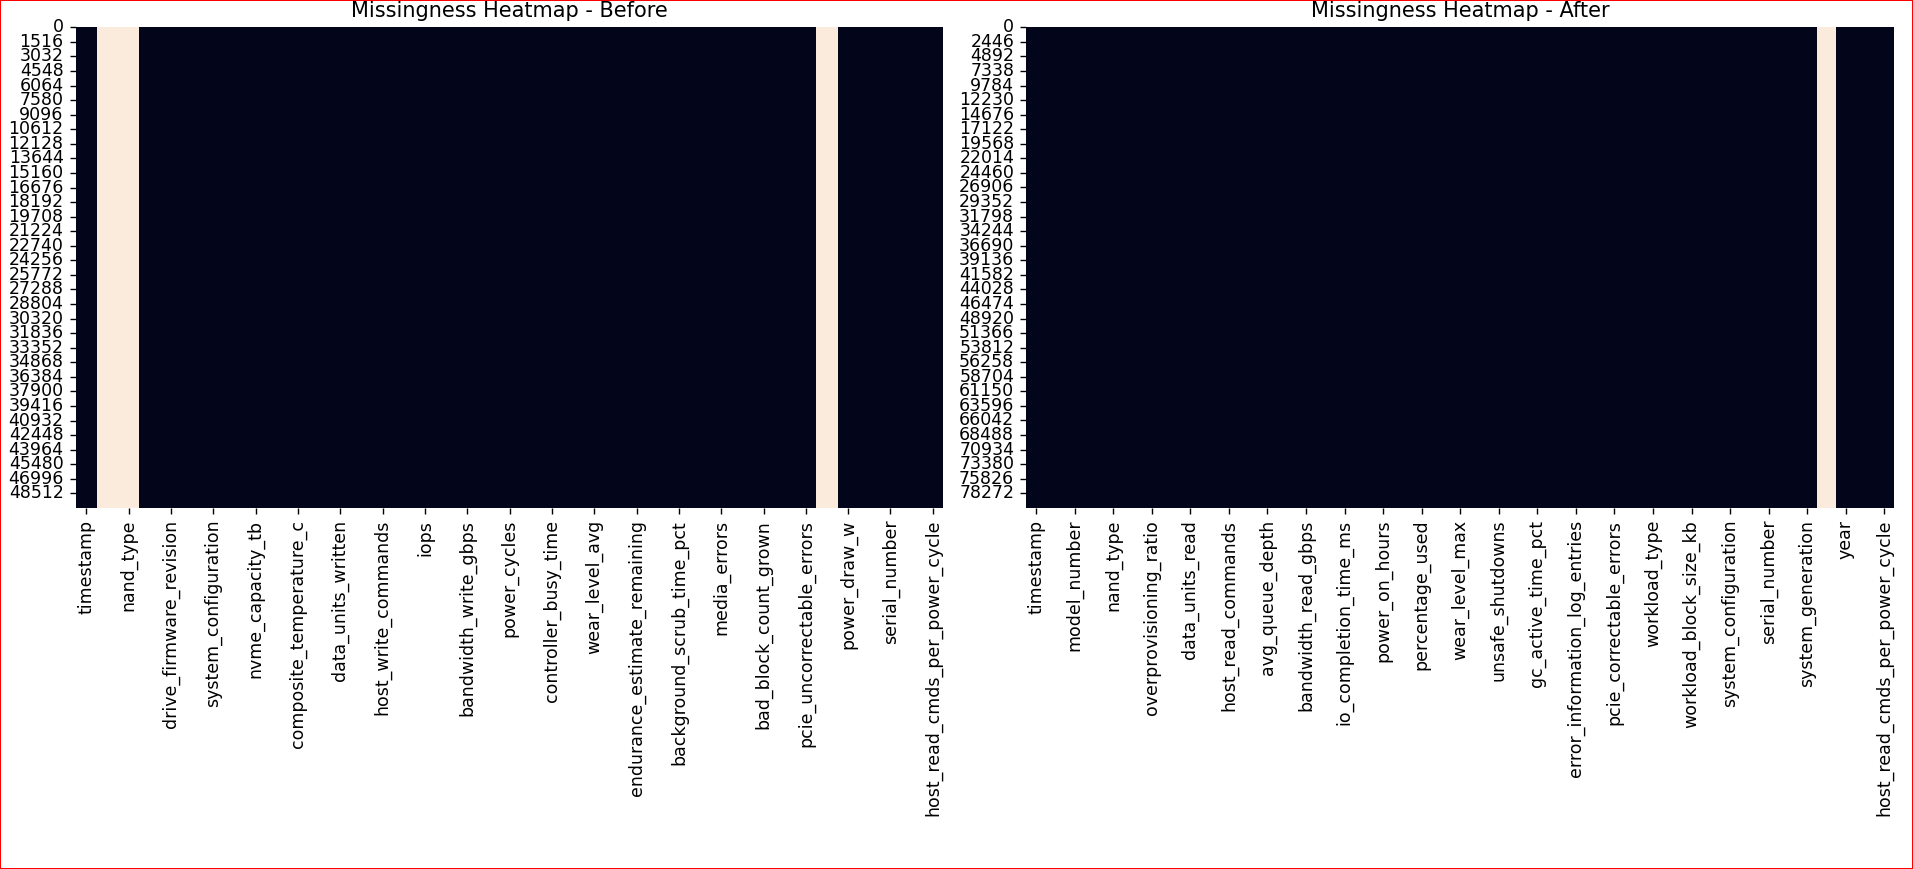 Missingness Heatmap - Before
0
1516
3032
4548
6064
7580
9096
10612
12128
13644
15160
16676
18192
19708
21224
22740
24256
25772
27288
28804
30320
31836
33352
34868
36384
37900
39416
40932
42448
43964
45480
46996
48512
timestamp
nand_type
drive_firmware_revision
system_configuration
nvme_capacity_tb
composite_temperature_c
data_units_written
host_write_commands
iops
bandwidth_write_gbps
power_cycles
controller_busy_time
wear_level_avg
endurance_estimate_remaining
background_scrub_time_pct
media_errors
bad_block_count_grown
pcie_uncorrectable_errors
power_draw_w
serial_number
host_read_cmds_per_power_cycle
Missingness Heatmap - After
0
2446
4892
7338
9784
12230
14676
17122
19568
22014
24460
26906
29352
31798
34244
36690
39136
41582
44028
46474
48920
51366
53812
56258
58704
61150
63596
66042
68488
70934
73380
75826
78272
timestamp
model_number
nand_type
overprovisioning_ratio
data_units_read
host_read_commands
avg_queue_depth
bandwidth_read_gbps
io_completion_time_ms
power_on_hours
percentage_used
wear_level_max
unsafe_shutdowns
gc_active_time_pct
error_information_log_entries
pcie_correctable_errors
workload_type
workload_block_size_kb
system_configuration
serial_number
system_generation
year
host_read_cmds_per_power_cycle